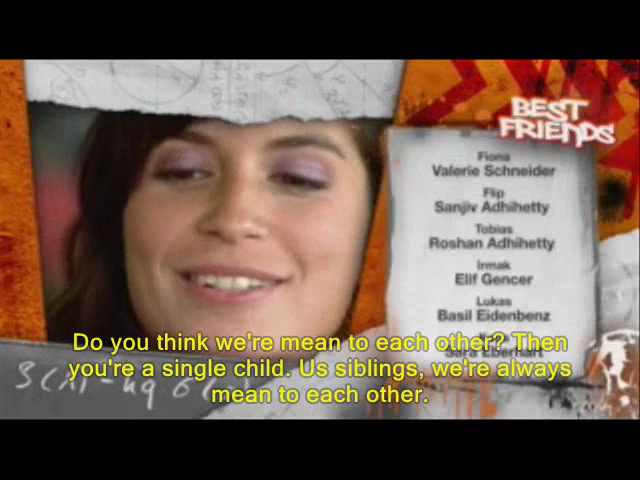 BEST
FRIENDS
Fiona
Valerie Schneider
Flip
Sanjiv Adhihetty
Tobias
Roshan Adhihetty
Irmak
Elif Gencer
Lukas
Basil Eidenbenz
Sara Eberhart
Do you think we're mean to each other? Then
you're a single child. Us siblings, we're always
mean to each other.